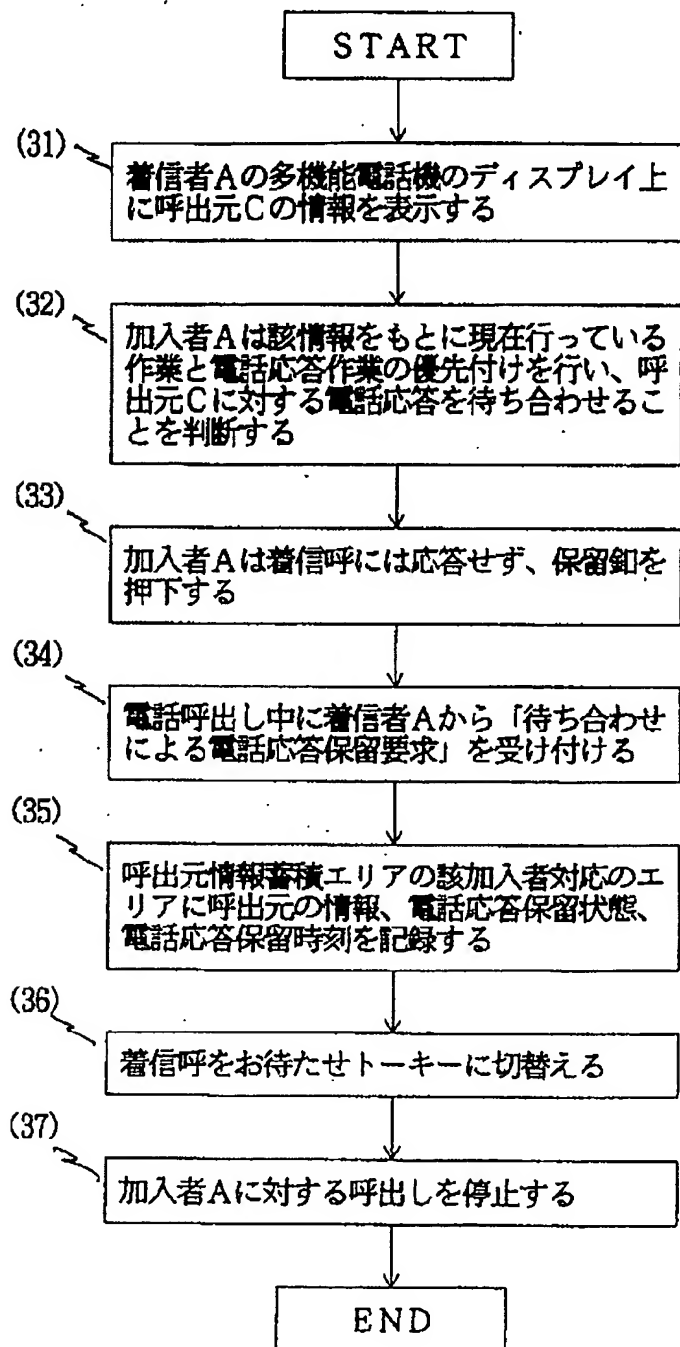 START
(31)
着信者Aの多機能電話機のディスプレイ上
に呼出元Cの情報を表示する
(32)
加入者Aは該情報をもとに現在行っている
作業と電話応答作業の優先付けを行い、呼
出元Cに対する電話応答を待ち合わせるこ
とを判断する
(33)
加入者Aは着信呼には応答せず、保留釦を
押下する
(34)
電話呼出し中に着信者Aから「待ち合わせ
による電話応答保留要求」を受け付ける
(35)
呼出元情報蓄積エリアの該加入者対応のエ
リアに呼出元の情報、電話応答保留状態、
電話応答保留時刻を記録する
(36)
着信呼をお待たせトーキーに切替える
(37)
加入者Aに対する呼出しを停止する
END